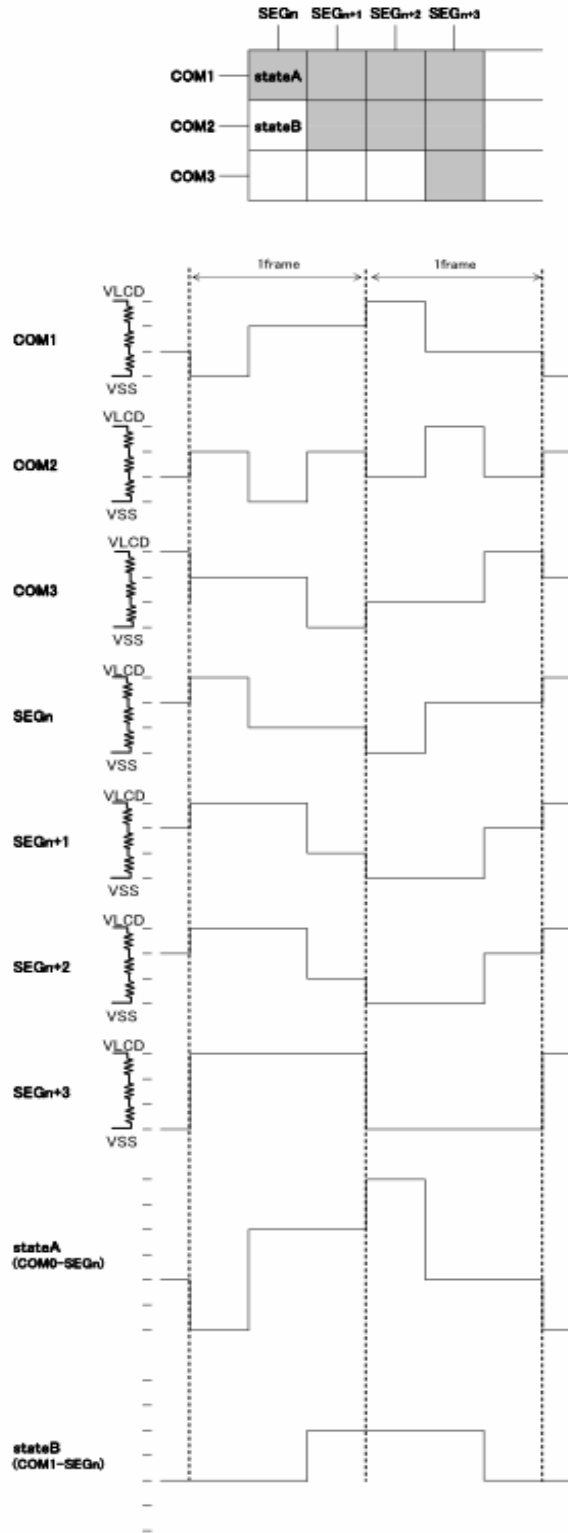 SEGn SEGn+1 SEGn+2 SEGn+3
COM1 stateA
COM2 stateB
COM3
1frame 1frame
VLCD
COM1
VSS
VLCD
COM2
VSS
VLCD
COM3
VSS
VLCD
SEGn
VSS
VLCD
SEGn+1
VSS
VLCD
SEGn+2
VSS
VLCD
SEGn+3
VSS
stateA
(COM0-SEGn)
stateB
(COM1-SEGn)